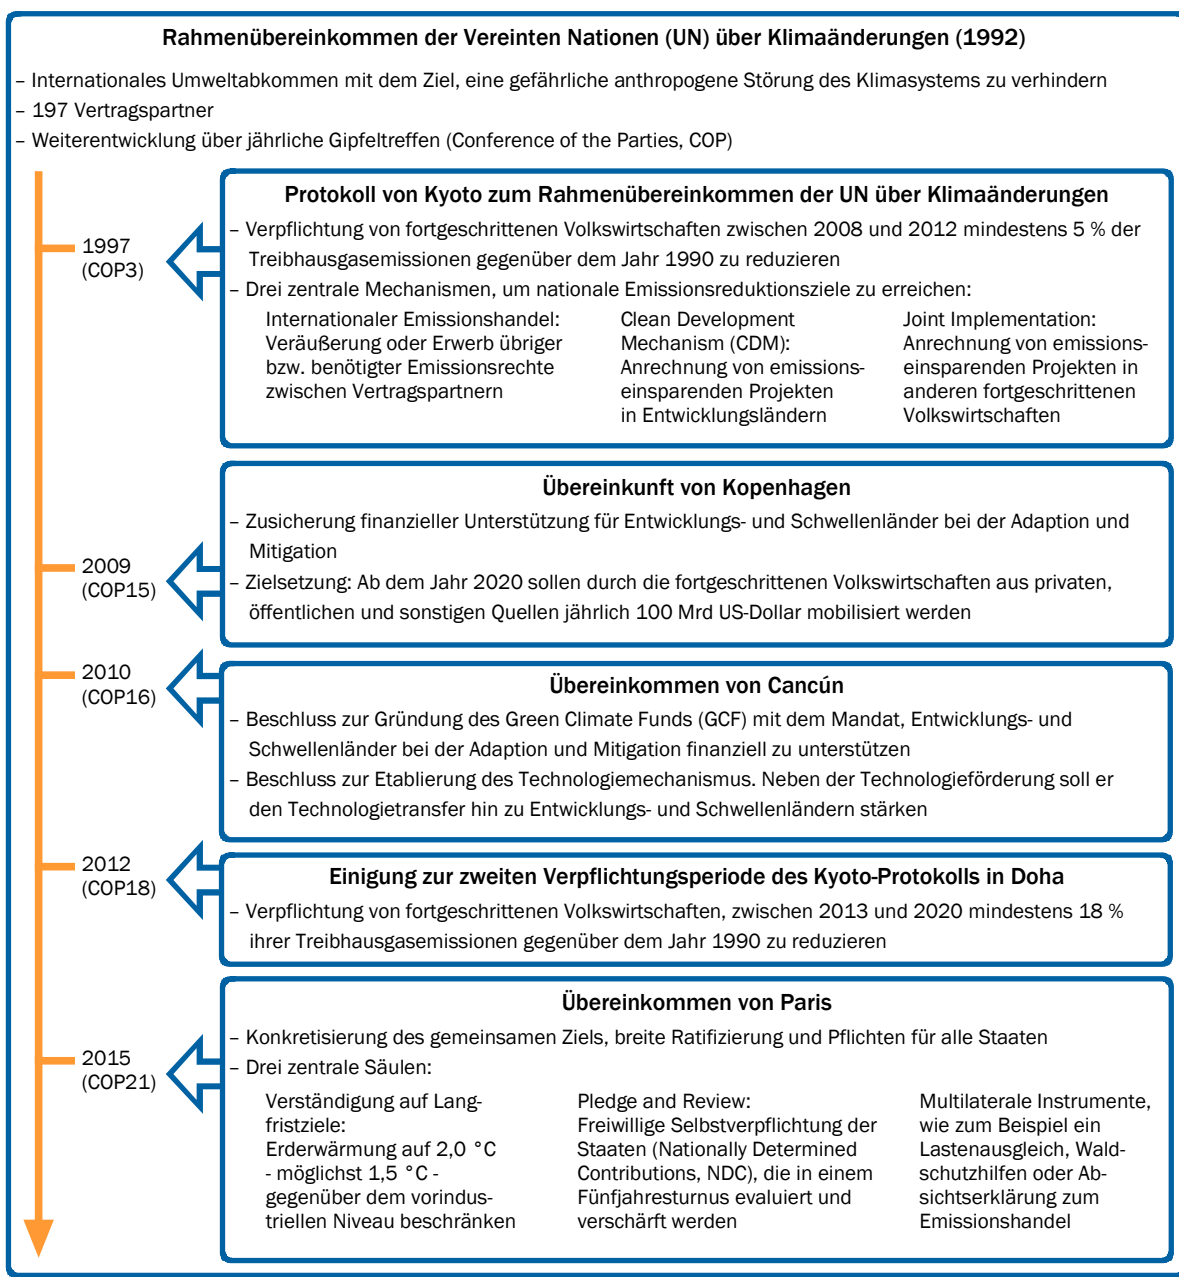 Rahmenübereinkommen der Vereinten Nationen (UN) über Klimaänderungen (1992)
– Internationales Umweltabkommen mit dem Ziel, eine gefährliche anthropogene Störung des Klimasystems zu verhindern
– 197 Vertragspartner
– Weiterentwicklung über jährliche Gipfeltreffen (Conference of the Parties, COP)
1997
(COP3)
Protokoll von Kyoto zum Rahmenübereinkommen der UN über Klimaänderungen
– Verpflichtung von fortgeschrittenen Volkswirtschaften zwischen 2008 und 2012 mindestens 5 % der
Treibhausgasemissionen gegenüber dem Jahr 1990 zu reduzieren
– Drei zentrale Mechanismen, um nationale Emissionsreduktionsziele zu erreichen:
Internationaler Emissionshandel:
Veräußerung oder Erwerb übriger
bzw. benötigter Emissionsrechte
zwischen Vertragspartnern
Clean Development
Mechanism (CDM):
Anrechnung von emissions-
einsparenden Projekten
in Entwicklungsländern
Joint Implementation:
Anrechnung von emissions-
einsparenden Projekten in
anderen fortgeschrittenen
Volkswirtschaften
2009
(COP15)
Übereinkunft von Kopenhagen
– Zusicherung finanzieller Unterstützung für Entwicklungs- und Schwellenländer bei der Adaption und
Mitigation
– Zielsetzung: Ab dem Jahr 2020 sollen durch die fortgeschrittenen Volkswirtschaften aus privaten,
öffentlichen und sonstigen Quellen jährlich 100 Mrd US-Dollar mobilisiert werden
2010
(COP16)
Übereinkommen von Cancún
– Beschluss zur Gründung des Green Climate Funds (GCF) mit dem Mandat, Entwicklungs- und
Schwellenländer bei der Adaption und Mitigation finanziell zu unterstützen
– Beschluss zur Etablierung des Technologiemechanismus. Neben der Technologieförderung soll er
den Technologietransfer hin zu Entwicklungs- und Schwellenländern stärken
2012
(COP18)
Einigung zur zweiten Verpflichtungsperiode des Kyoto-Protokolls in Doha
– Verpflichtung von fortgeschrittenen Volkswirtschaften, zwischen 2013 und 2020 mindestens 18 %
ihrer Treibhausgasemissionen gegenüber dem Jahr 1990 zu reduzieren
2015
(COP21)
Übereinkommen von Paris
– Konkretisierung des gemeinsamen Ziels, breite Ratifizierung und Pflichten für alle Staaten
– Drei zentrale Säulen:
Verständigung auf Lang-
fristziele:
Erderwärmung auf 2,0 °C
- möglichst 1,5 °C -
gegenüber dem vorindus-
triellen Niveau beschränken
Pledge and Review:
Freiwillige Selbstverpflichtung der
Staaten (Nationally Determined
Contributions, NDC), die in einem
Fünfjahresturnus evaluiert und
verschärft werden
Multilaterale Instrumente,
wie zum Beispiel ein
Lastenausgleich, Wald-
schutzhilfen oder Ab-
sichtserklärung zum
Emissionshandel